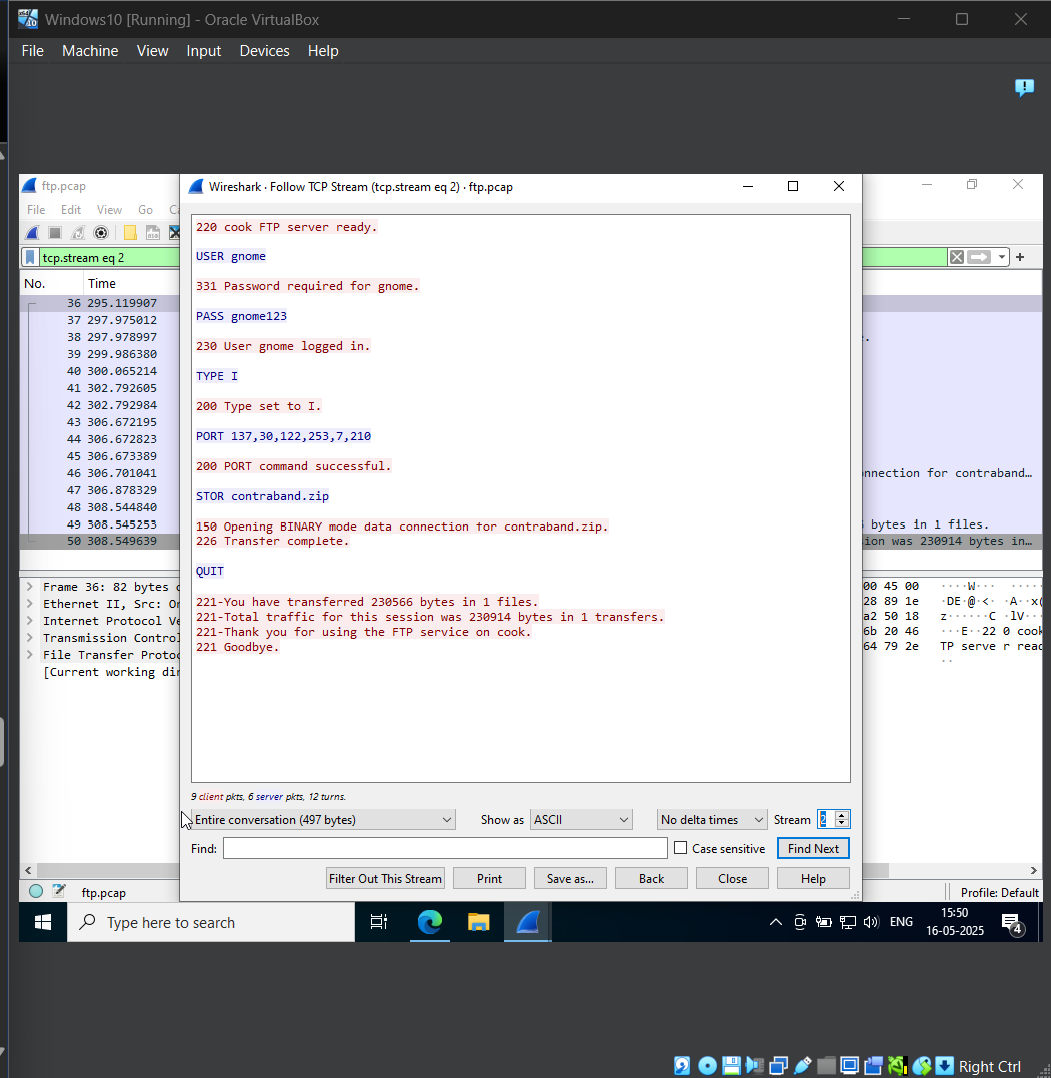 Windows10 [Running] - Oracle VirtualBox
File Machine View Input Devices Help
ftp.pcap
File Edit View Go
tcp.stream eq 2
No. Time
36 295.119907
37 297.975012
38 297.978997
39 299.986380
40 300.065214
41 302.792605
42 302.792984
43 306.672195
44 306.672823
45 306.673389
46 306.701041
47 306.878329
48 308.544840
49 308.545253
50 308.549639
nnection for contraband…
bytes in 1 files.
sion was 230914 bytes in…
Frame 36: 82 bytes
Ethernet II, Src:
Internet Protocol
Transmission
File Transfer
[Current working
00 45 00 ····W··· ·····
28 89 1e ·DE·@·<· ·A··x(
a2 50 18 z······C ·lV···
6b 20 46 ···E··22 0 cook
64 79 2e TP serve r read
··
Wireshark · Follow TCP Stream (tcp.stream eq 2) · ftp.pcap
220 cook FTP server ready.
USER gnome
331 Password required for gnome.
PASS gnome123
230 User gnome logged in.
TYPE I
200 Type set to I.
PORT 137,30,122,253,7,210
200 PORT command successful.
STOR contraband.zip
150 Opening BINARY mode data connection for contraband.zip.
226 Transfer complete.
QUIT
221-You have transferred 230566 bytes in 1 files.
221-Total traffic for this session was 230914 bytes in 1 transfers.
221-Thank you for using the FTP service on cook.
221 Goodbye.
9 client pkts, 6 server pkts, 12 turns.
Entire conversation (497 bytes) Show as ASCII No delta times Stream 2
Find: Case sensitive Find Next
Filter Out This Stream Print Save as... Back Close Help
ftp.pcap Profile: Default
Type here to search ENG 15:50
16-05-2025 4
Right Ctrl